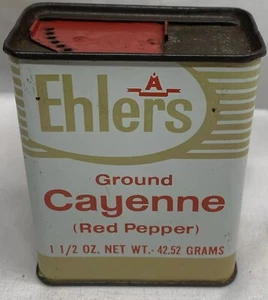 A
Ehlers
Ground
Cayenne
(Red Pepper)
1 1/2 OZ. NET WT.- 42.52 GRAMS